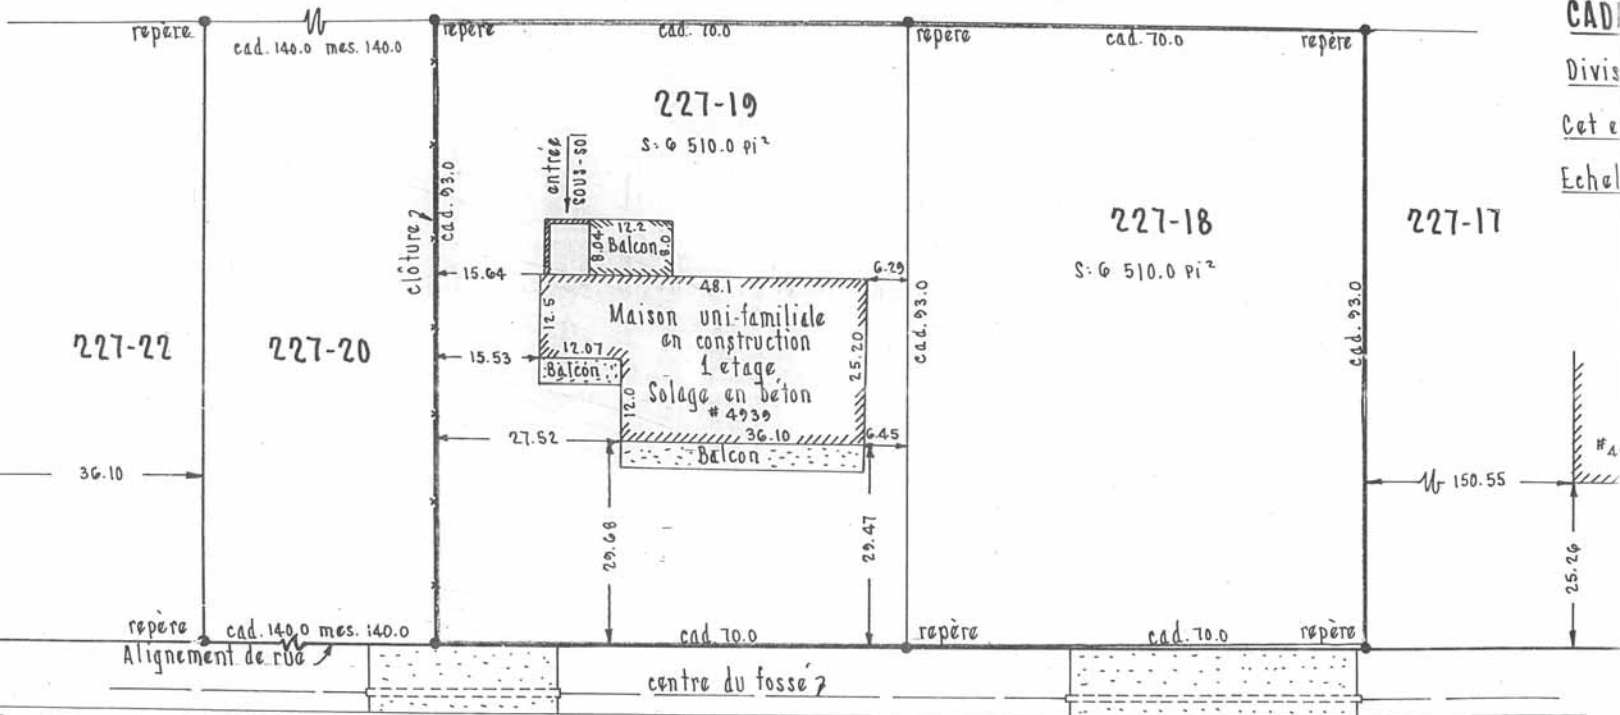 repère
cad. 140.0 mes. 140.0
repère
cad. 70.0
repère
cad. 70.0
repère
Divis
Cet e
Echel
227-19
S: 6 510.0 pi²
entrée
sous-sol
clôture
cad. 93.0
12.2
8.04
Balcon
8.0
15.64
6.29
48.1
12.5
Maison uni-familiale
en construction
1 etage
Solage en béton
# 4939
25.20
15.53
12.07
Balcon
12.0
27.52
36.10
6.45
Balcon
29.68
29.47
cad. 93.0
227-18
S: 6 510.0 pi²
cad. 93.0
227-17
227-22
227-20
36.10
150.55
25.26
repère
cad. 140.0 mes. 140.0
Alignement de rue
cad. 70.0
repère
cad. 70.0
repère
centre du fossé